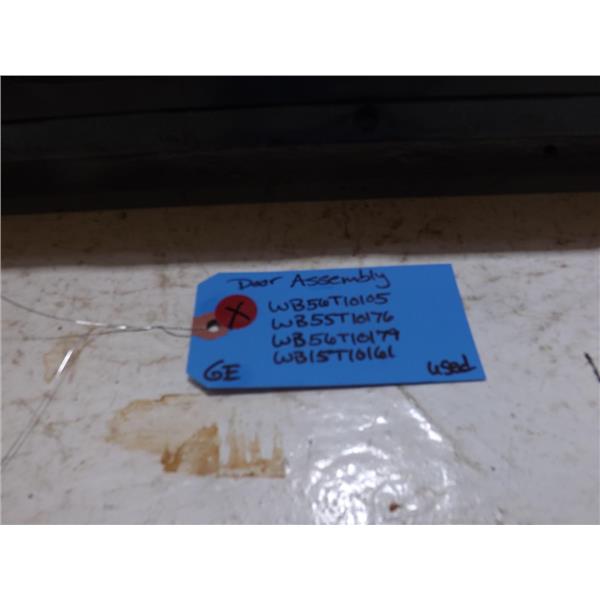 Door Assembly
X
WB56T10105
WB55T10176
WB56T10179
WB15T10161
GE
used